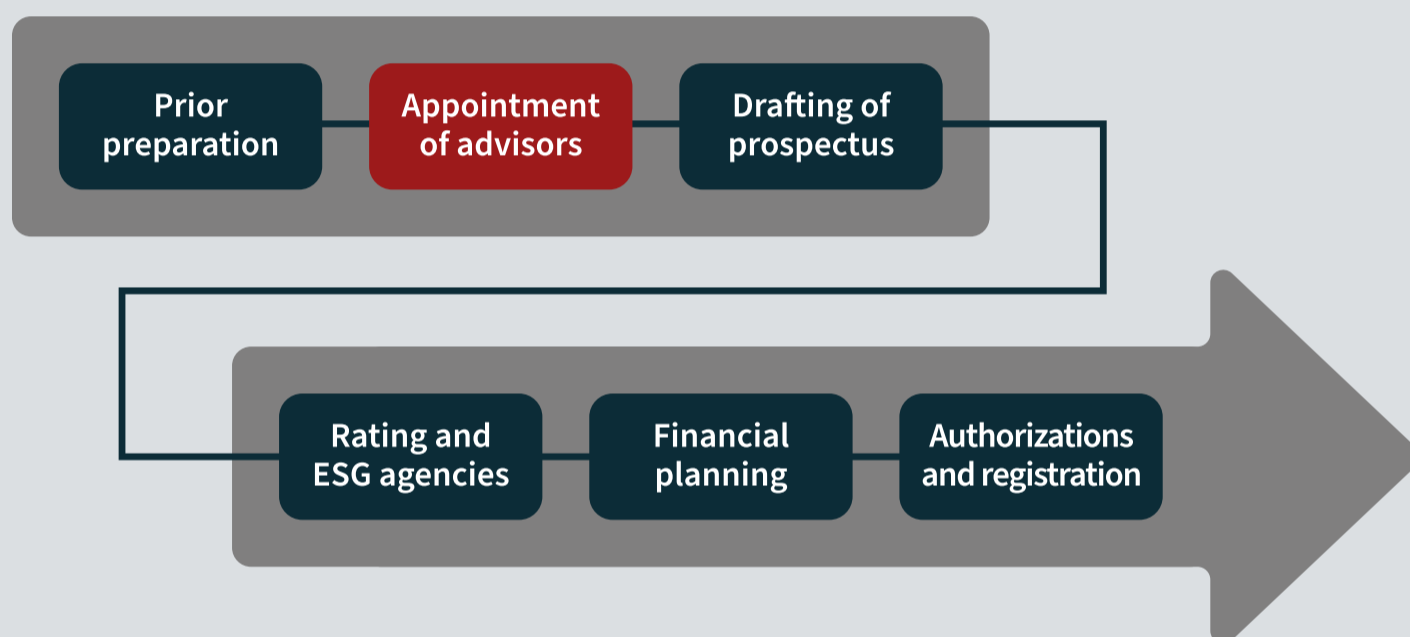 Prior
preparation
Appointment
of advisors
Drafting of
prospectus
Rating and
ESG agencies
Financial
planning
Authorizations
and registration